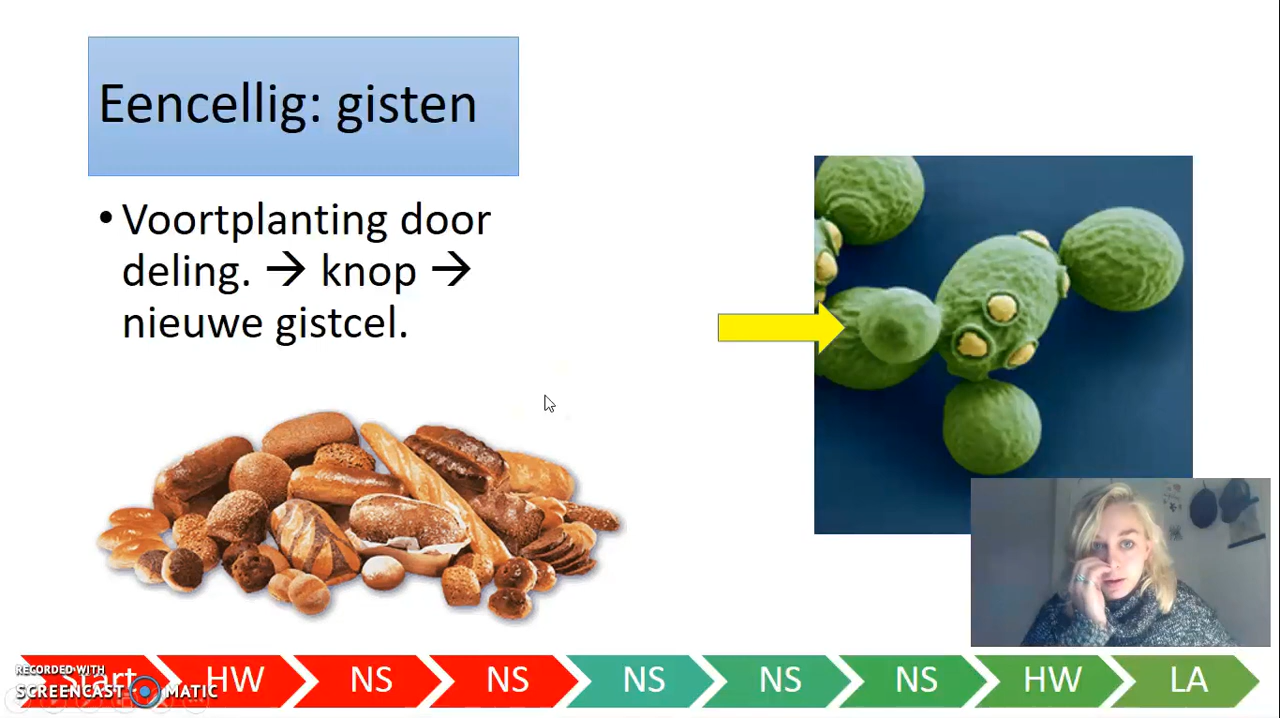 Eencellig: gisten
• Voortplanting door
deling. → knop →
nieuwe gistcel.
Start
HW
NS
NS
NS
NS
NS
HW
LA
RECORDED WITH
SCREENCAST MATIC